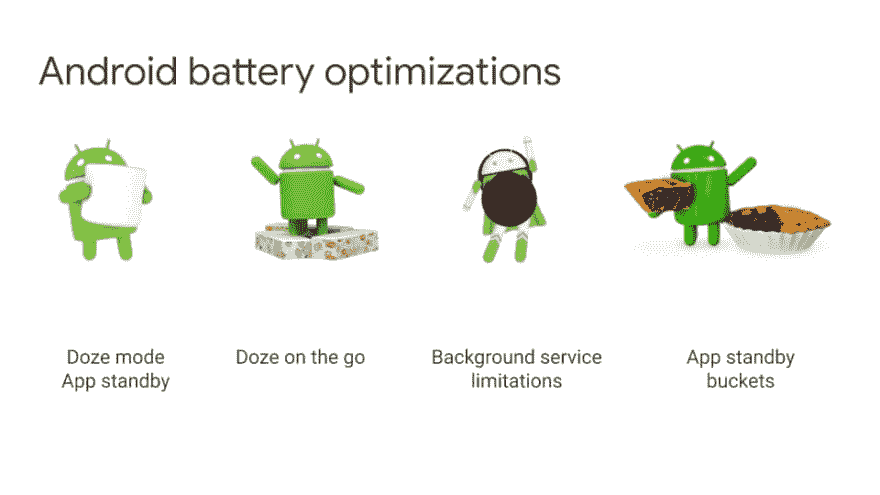 Android battery optimizations
Doze mode
App standby
Doze on the go
Background service
limitations
App standby
buckets